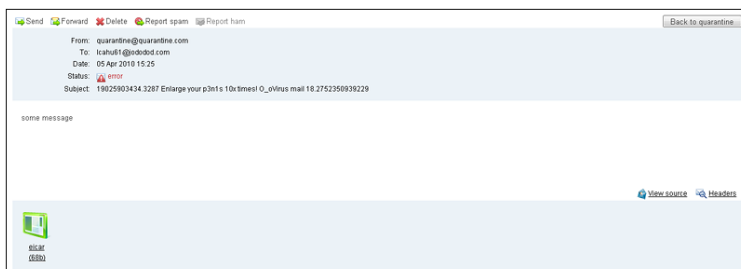 Send Forward Delete Report spam Report ham Back to quarantine
From: quarantine@quarantine.com
To: lcahu61@jododod.com
Date: 05 Apr 2010 15:25
Status: error
Subject: 19025903434.3287 Enlarge your p3n1s 10x times! O_oVirus mail 18.2752350939229
some message
View source Headers
eicar
(68b)